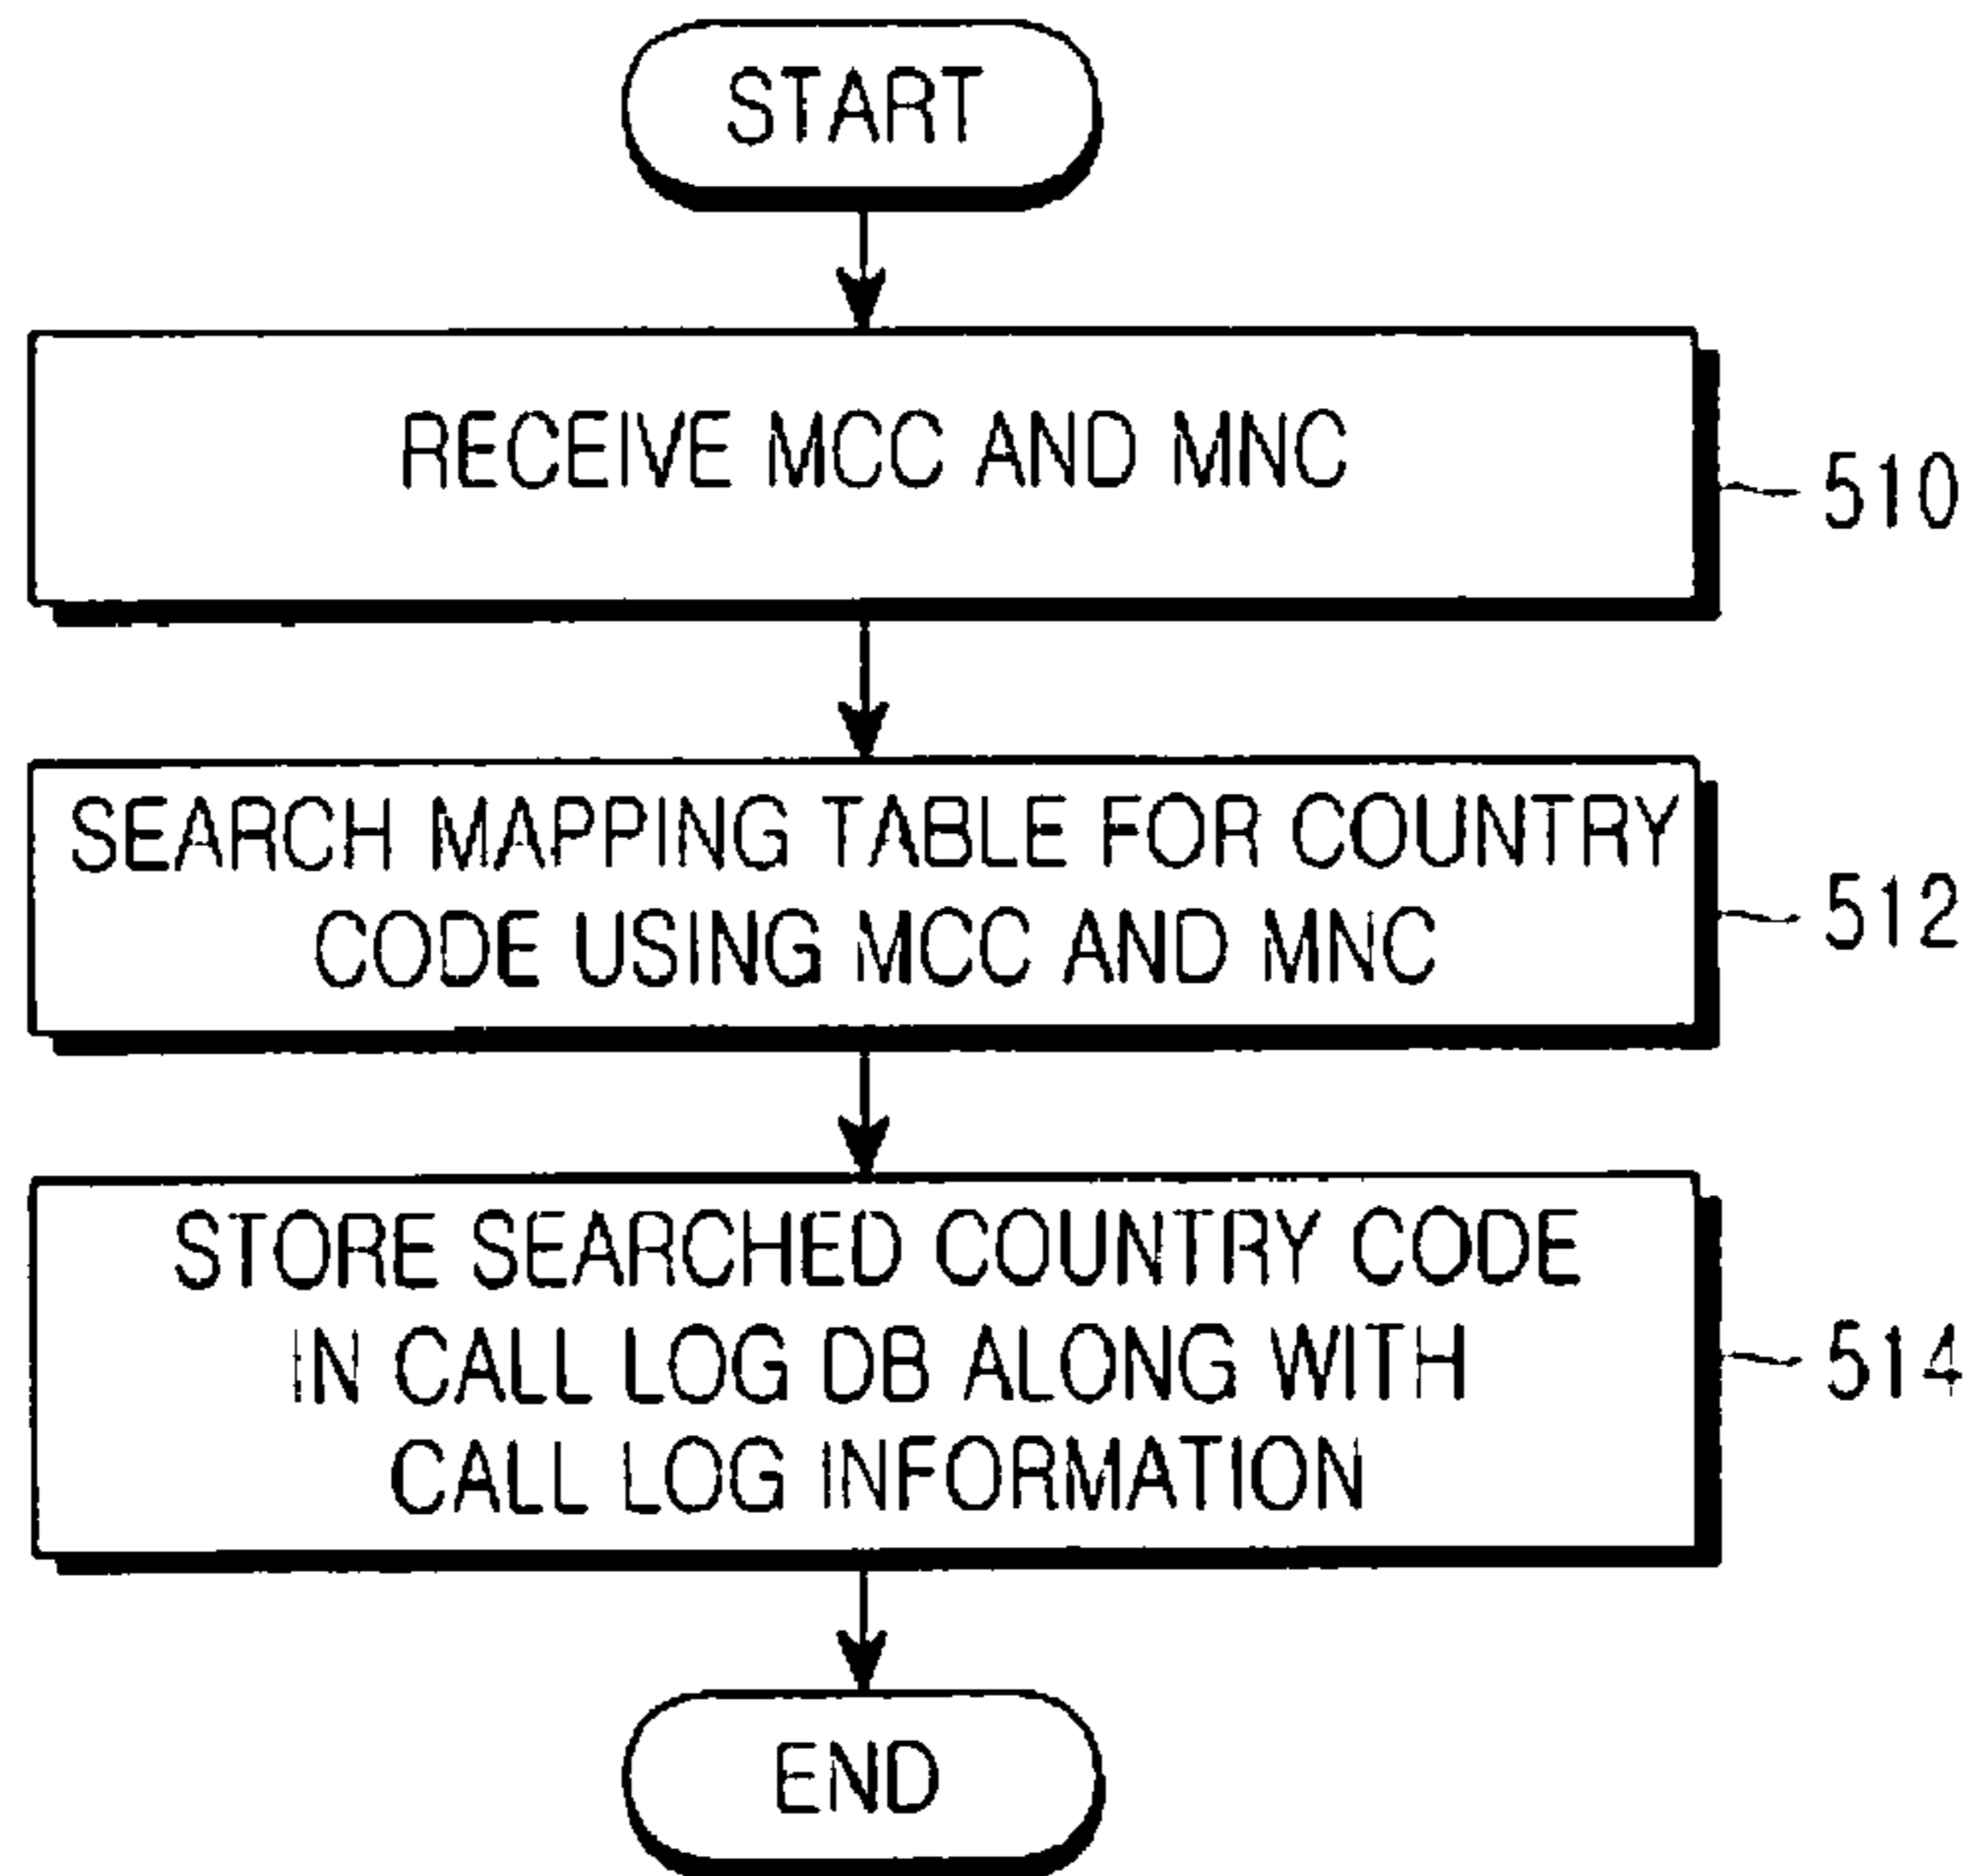 START
RECEIVE MCC AND MNC
510
SEARCH MAPPING TABLE FOR COUNTRY
CODE USING MCC AND MNC
512
STORE SEARCHED COUNTRY CODE
IN CALL LOG DB ALONG WITH
CALL LOG INFORMATION
514
END